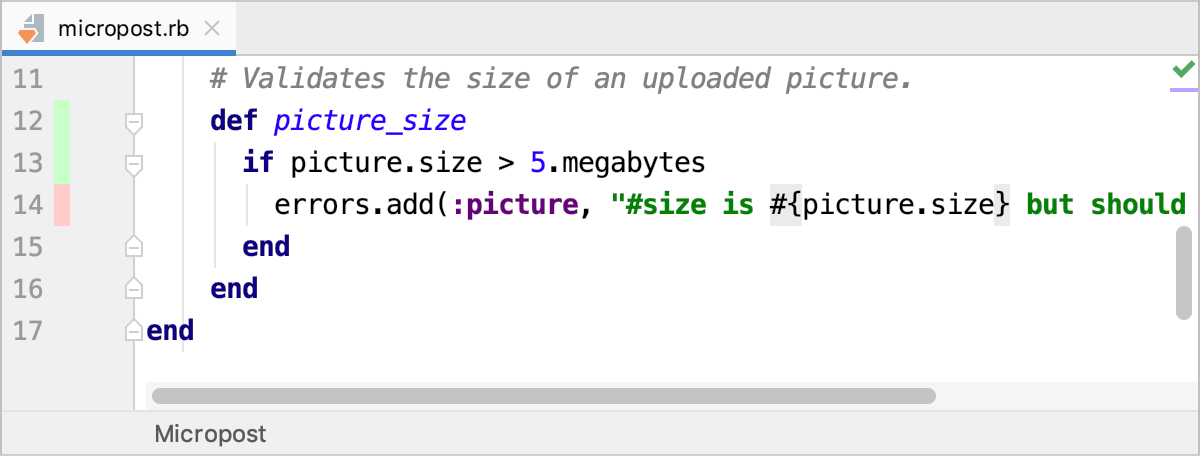 micropost.rb
11 # Validates the size of an uploaded picture.
12 def picture_size
13 if picture.size > 5.megabytes
14 errors.add(:picture, "#size is #{picture.size} but should
15 end
16 end
17 end
Micropost